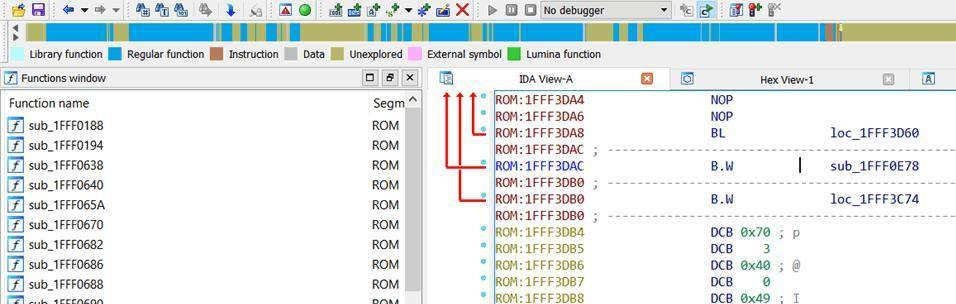 No debugger
Library function Regular function Instruction Data Unexplored External symbol Lumina function
Functions window
Function name Segm
sub_1FFF0188 ROM
sub_1FFF0194 ROM
sub_1FFF0638 ROM
sub_1FFF0640 ROM
sub_1FFF065A ROM
sub_1FFF0670 ROM
sub_1FFF0682 ROM
sub_1FFF0686 ROM
sub_1FFF0688 ROM
sub_1FFF0690 ROM
IDA View-A Hex View-1
ROM:1FFF3DA4 NOP
ROM:1FFF3DA6 NOP
ROM:1FFF3DA8 BL loc_1FFF3D60
ROM:1FFF3DAC ; ---------------------------------------------------------------------------
ROM:1FFF3DAC B.W sub_1FFF0E78
ROM:1FFF3DB0 ; ---------------------------------------------------------------------------
ROM:1FFF3DB0 B.W loc_1FFF3C74
ROM:1FFF3DB0 ; ---------------------------------------------------------------------------
ROM:1FFF3DB4 DCB 0x70 ; p
ROM:1FFF3DB5 DCB 3
ROM:1FFF3DB6 DCB 0x40 ; @
ROM:1FFF3DB7 DCB 0
ROM:1FFF3DB8 DCB 0x49 ; I